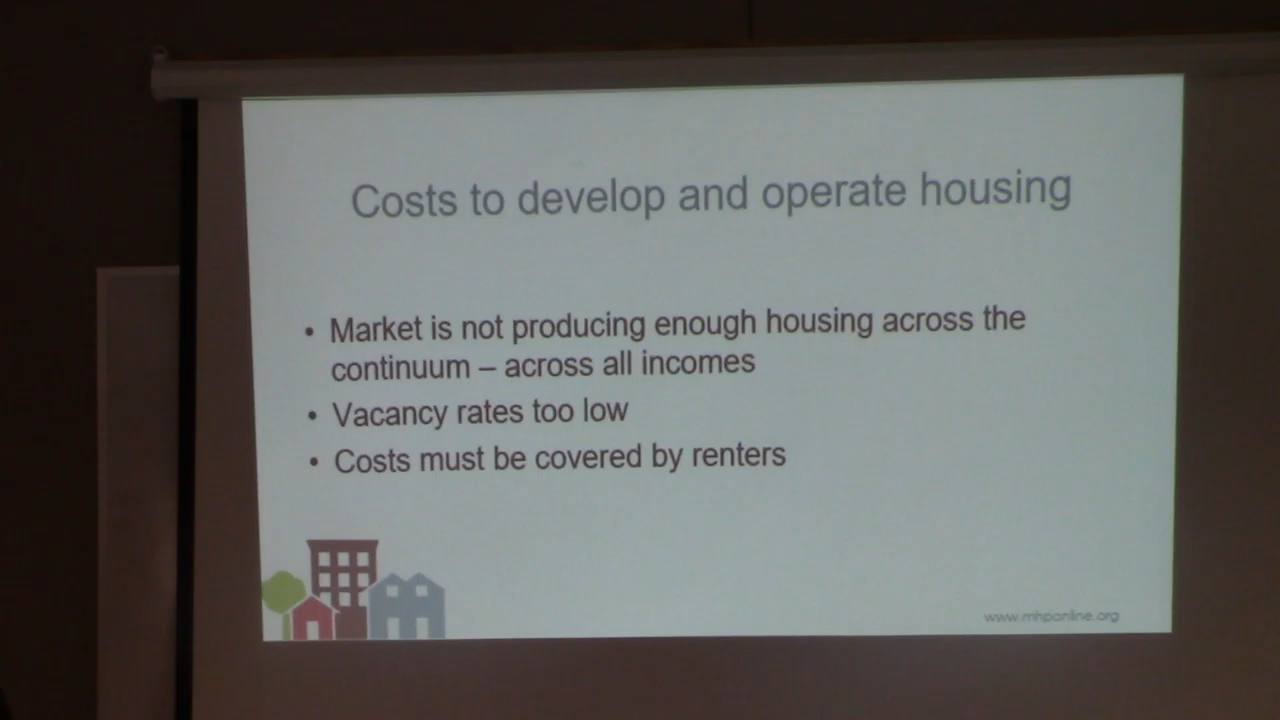 Costs to develop and operate housing
• Market is not producing enough housing across the
continuum – across all incomes
• Vacancy rates too low
• Costs must be covered by renters
www.mhponline.org